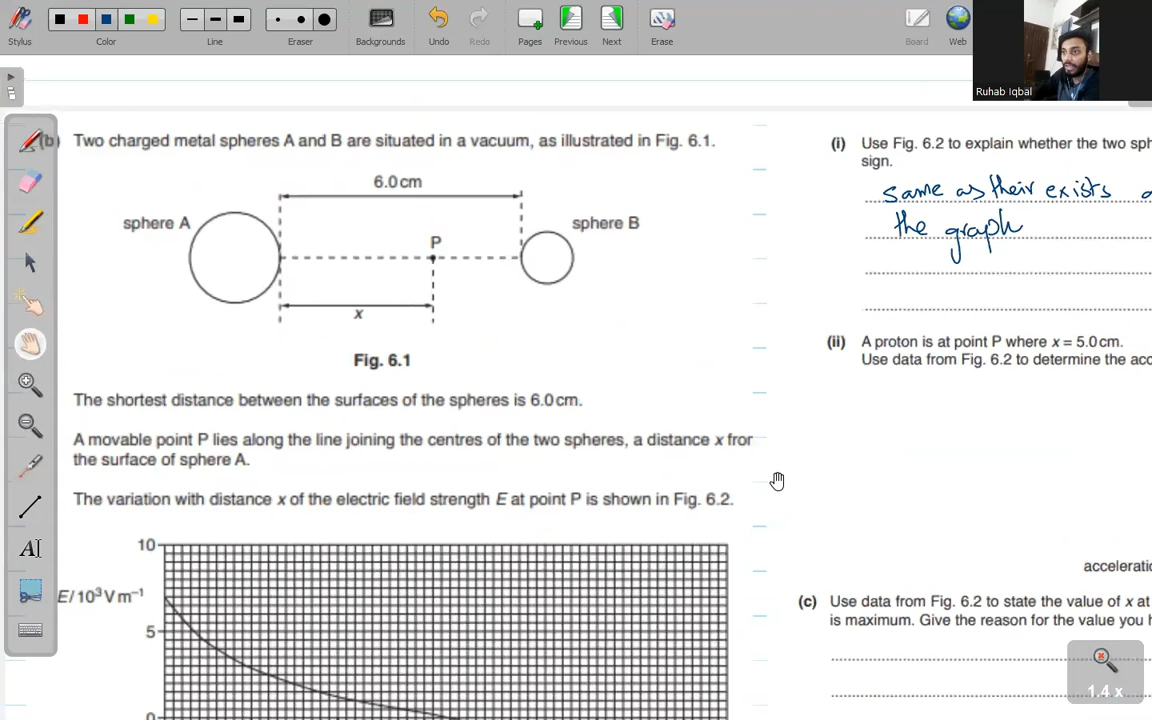 Stylus
Color
Line
Eraser
Backgrounds
Undo
Redo
Pages
Previous
Next
Erase
Board
Web
Ruhab Iqbal
(b) Two charged metal spheres A and B are situated in a vacuum, as illustrated in Fig. 6.1.
6.0 cm
sphere A
P
sphere B
x
Fig. 6.1
The shortest distance between the surfaces of the spheres is 6.0 cm.
A movable point P lies along the line joining the centres of the two spheres, a distance x from
the surface of sphere A.
The variation with distance x of the electric field strength E at point P is shown in Fig. 6.2.
10
E/10³ V m⁻¹
5
0
(i) Use Fig. 6.2 to explain whether the two sph
sign.
same as their exists
the graph
(ii) A proton is at point P where x = 5.0 cm.
Use data from Fig. 6.2 to determine the acc
accelerati
(c) Use data from Fig. 6.2 to state the value of x at
is maximum. Give the reason for the value you h
1.4 x
A